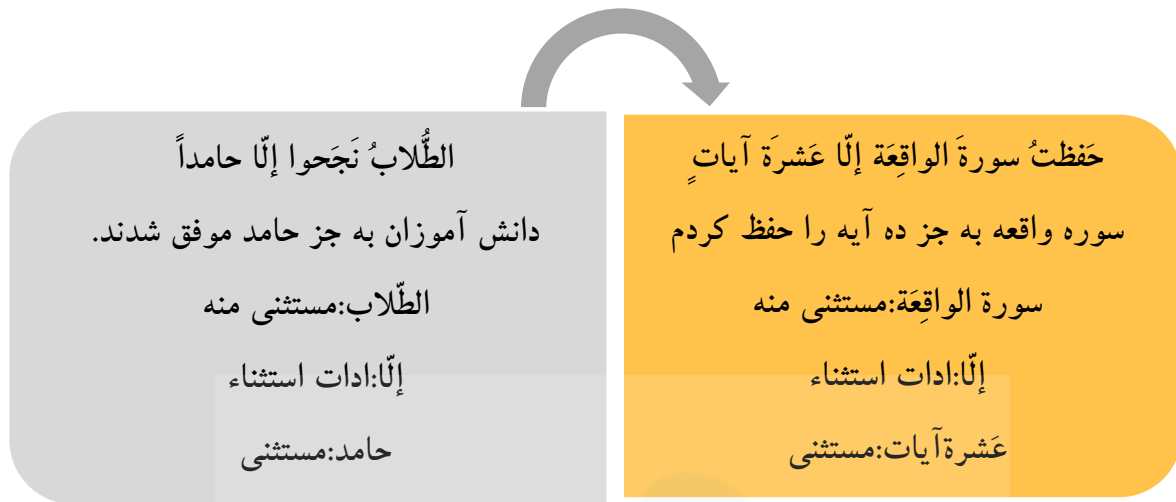 حَفظتُ سورةَ الواقِعَة إلّا عَشرَة آیات ٍ
سوره واقعه به جز ده آیه را حفظ کردم
سورة الواقِعَة:مستثنی منه
إلّا:ادات استثناء
عَشرةآیات:مستثنی
الطُّلابُ نَجَحوا إلّا حامداً
دانش آموزان به جز حامد موفق شدند.
الطّلاب:مستثنی منه
إلّا:ادات استثناء
حامد:مستثنی